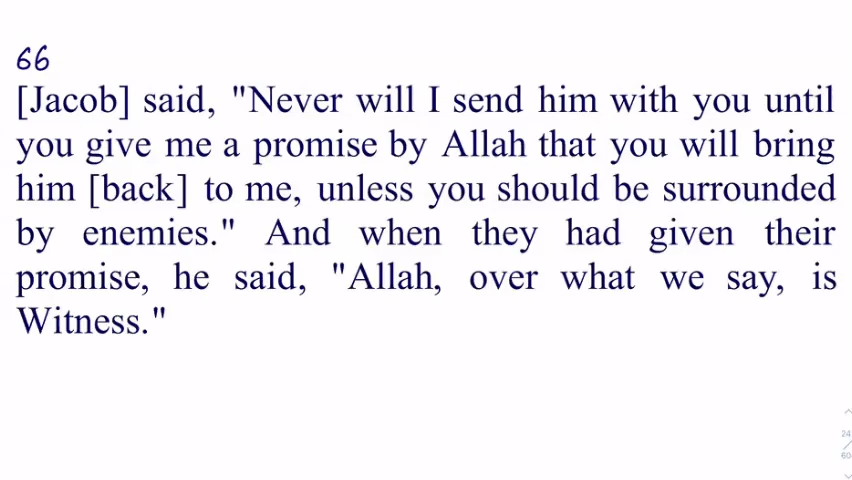 66
[Jacob] said, "Never will I send him with you until
you give me a promise by Allah that you will bring
him [back] to me, unless you should be surrounded
by enemies." And when they had given their
promise, he said, "Allah, over what we say, is
Witness."
24
60